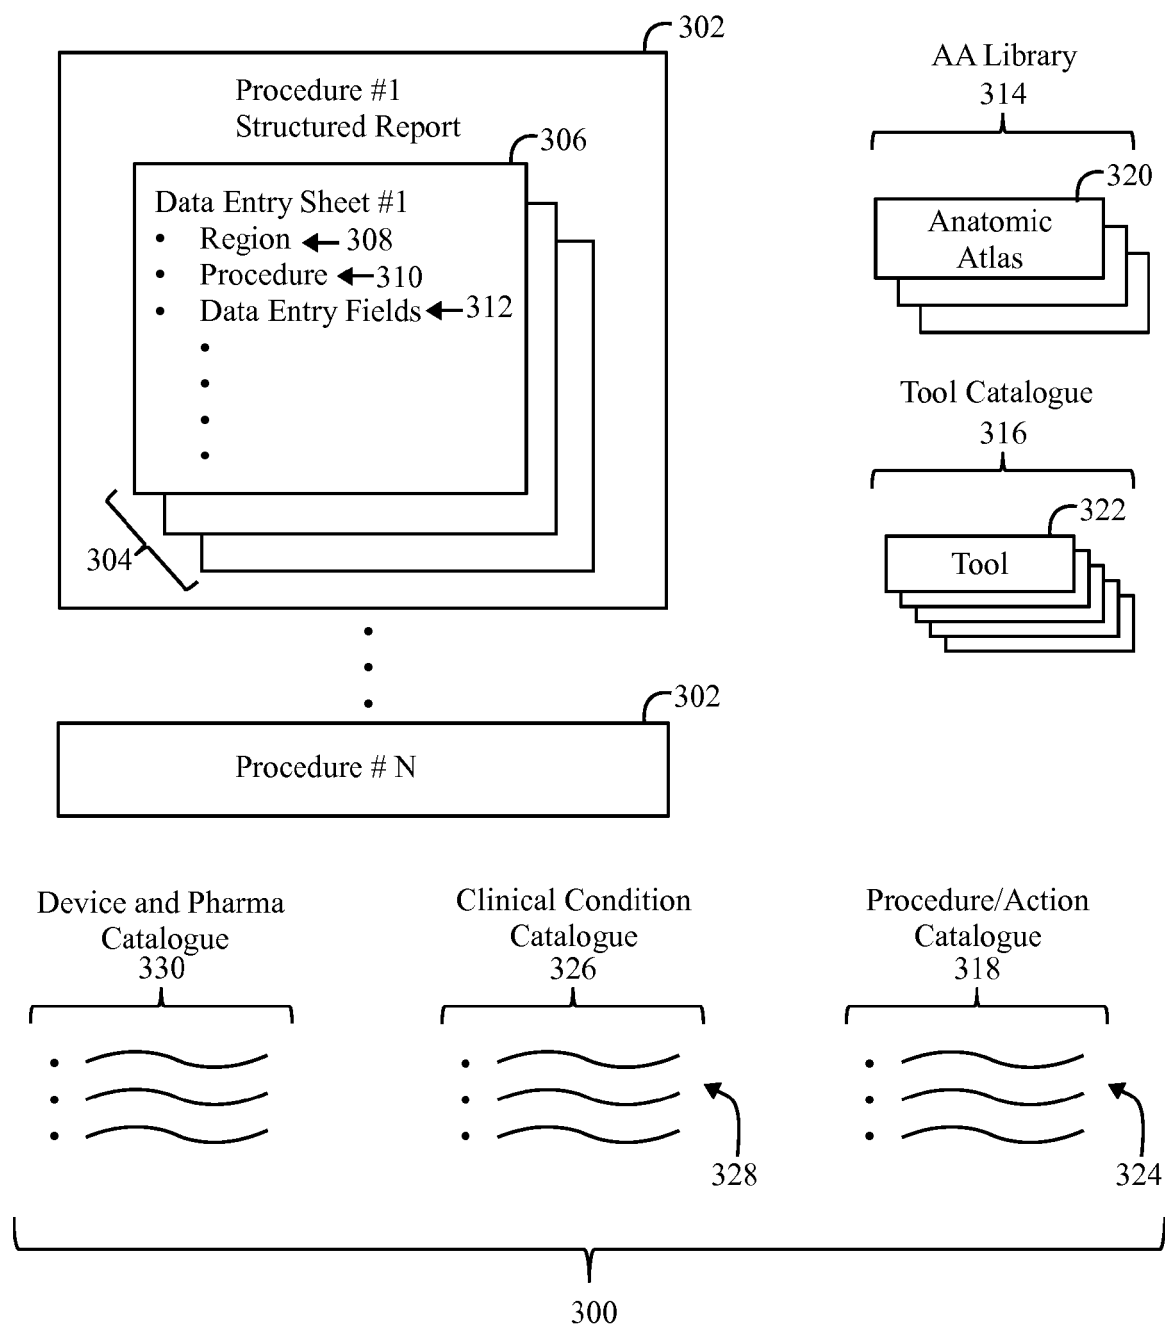 302
Procedure #1
Structured Report
306
Data Entry Sheet #1
• Region 308
• Procedure 310
• Data Entry Fields 312
304
302
Procedure # N
AA Library
314
320
Anatomic
Atlas
Tool Catalogue
316
322
Tool
Device and Pharma
Catalogue
330
Clinical Condition
Catalogue
326
328
Procedure/Action
Catalogue
318
324
300